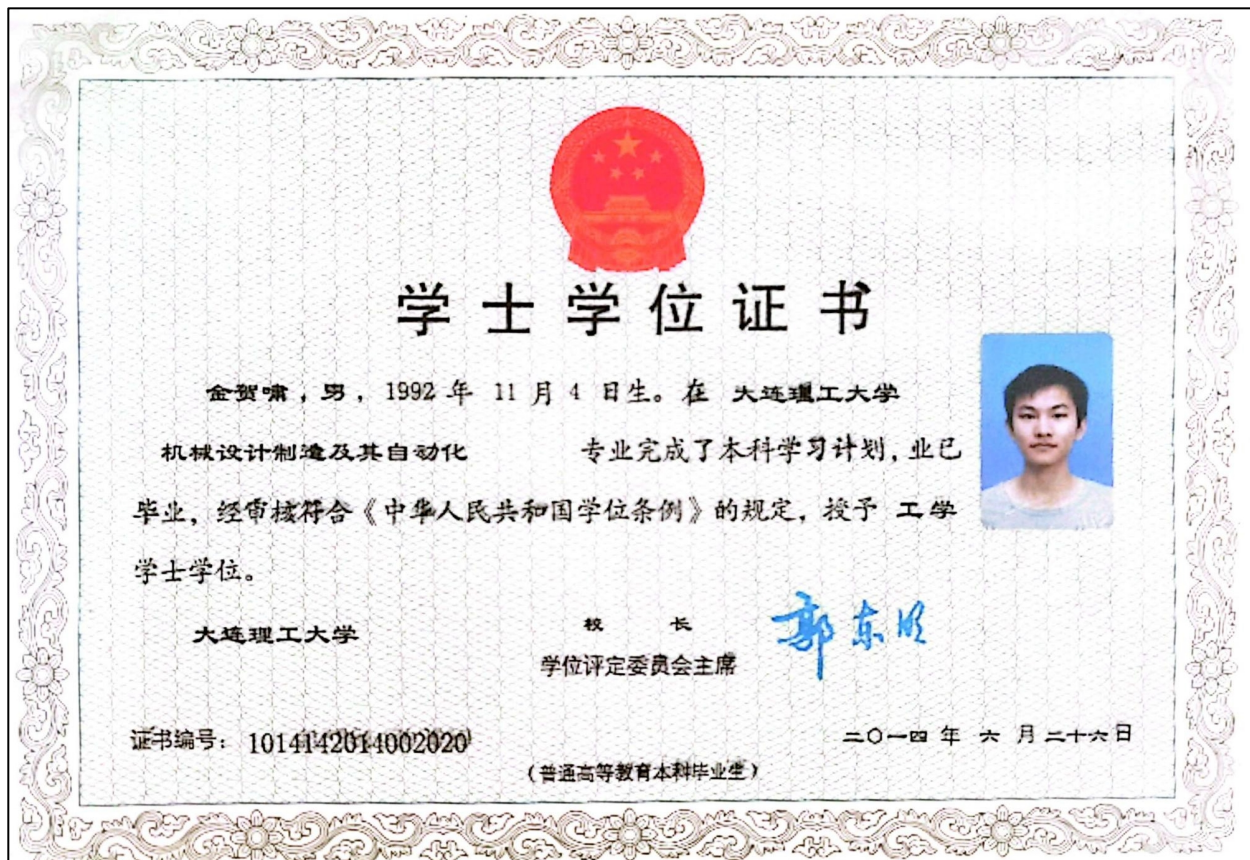 学士学位证书
金贺啸，男，1992 年 11 月 4 日生。在 大连理工大学
机械设计制造及其自动化 专业完成了本科学习计划，业已
毕业，经审核符合《中华人民共和国学位条例》的规定，授予 工学
学士学位。
大连理工大学
校 长
学位评定委员会主席
郭东明
证书编号：1014142014002020
二〇一四 年 六 月 二十六日
（普通高等教育本科毕业生）